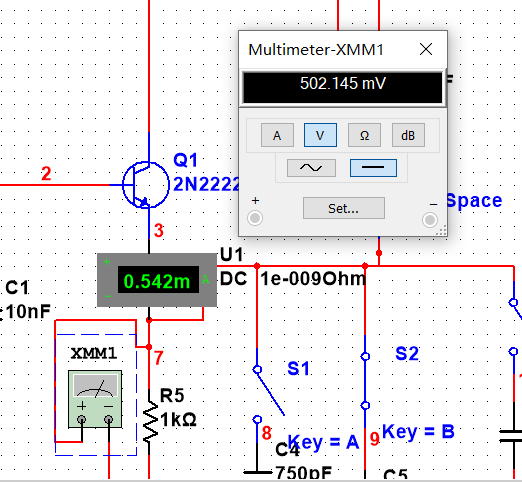 Multimeter-XMM1
502.145 mV
F
A
V
Ω
dB
+
Set...
–
Space
Q1
2N2222
2
3
U1
+
0.542m
A
–
DC 1e-009Ohm
C1
10nF
XMM1
+
–
7
R5
1kΩ
S1
8
Key = A
S2
9
Key = B
C4
750pF
C5